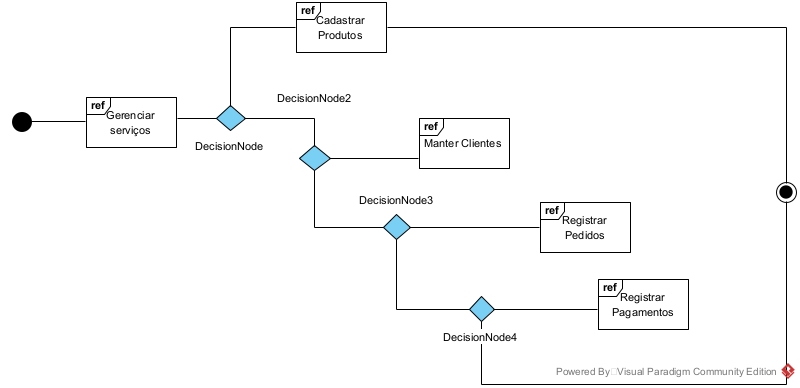 ref
Cadastrar
Produtos
DecisionNode2
ref
Gerenciar
serviços
ref
Manter Clientes
DecisionNode
DecisionNode3
ref
Registrar
Pedidos
ref
Registrar
Pagamentos
DecisionNode4
Powered By Visual Paradigm Community Edition